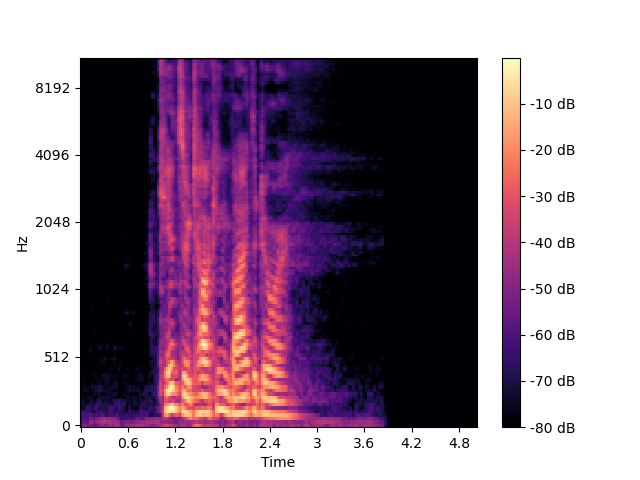 8192
4096
2048
1024
512
0
Hz
0 0.6 1.2 1.8 2.4 3 3.6 4.2 4.8
Time
-10 dB
-20 dB
-30 dB
-40 dB
-50 dB
-60 dB
-70 dB
-80 dB